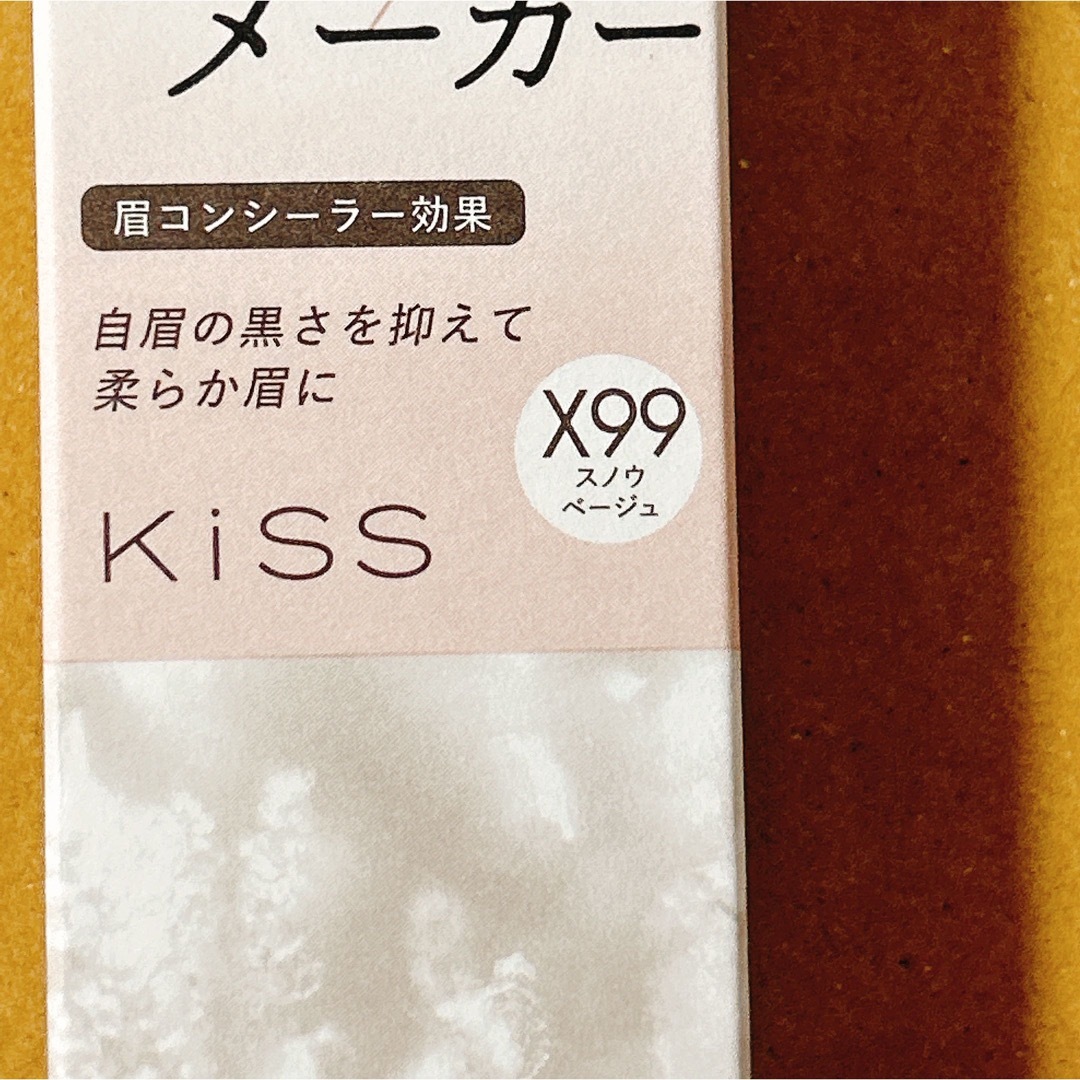 メーカー
眉コンシーラー効果
自眉の黒さを抑えて
柔らか眉に
X99
スノウ
ベージュ
KiSS